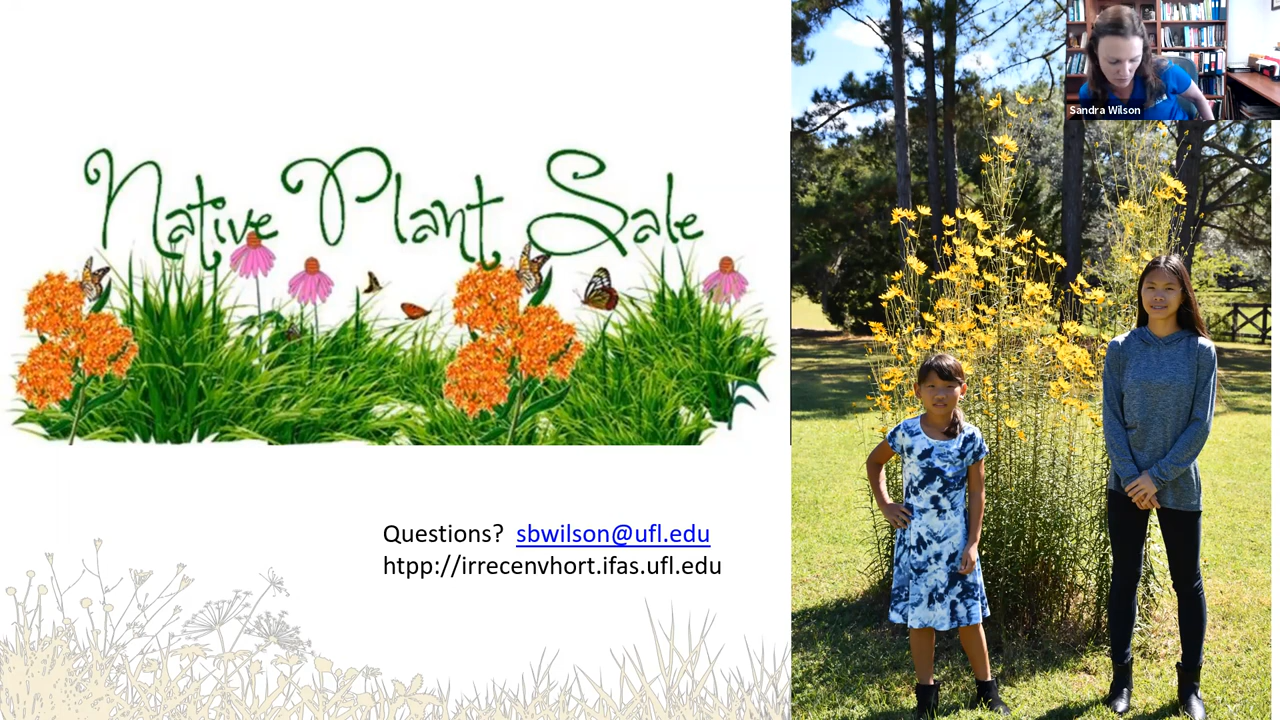 Sandra Wilson
Native Plant Sale
Questions? sbwilson@ufl.edu
htpp://irrecenvhort.ifas.ufl.edu